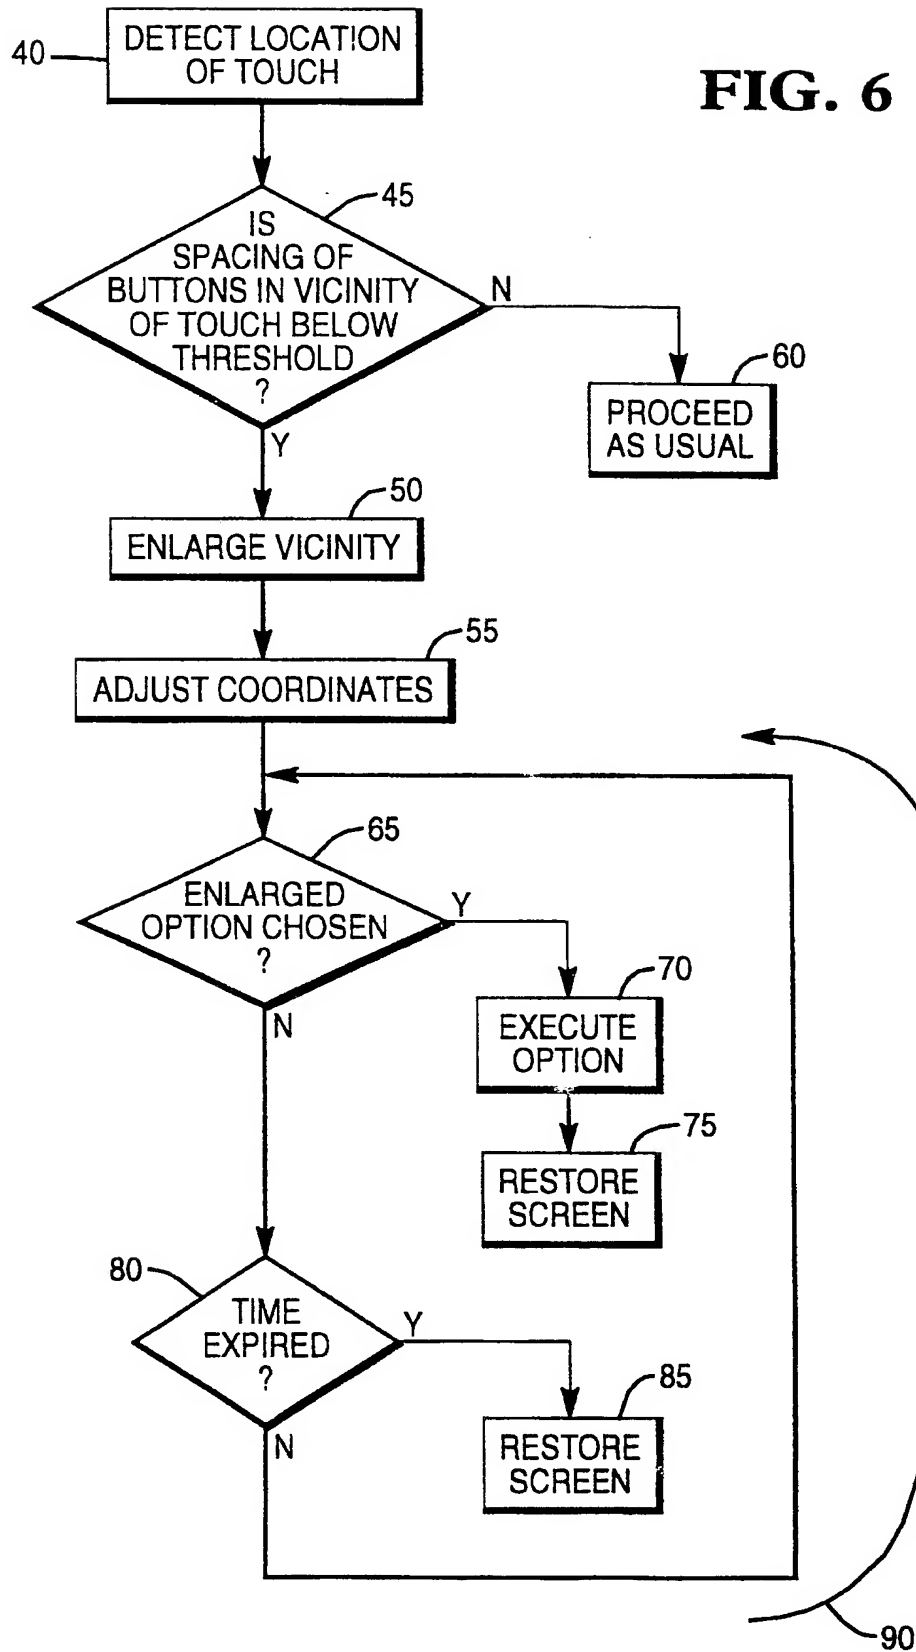 FIG. 6
40
DETECT LOCATION
OF TOUCH
45
IS
SPACING OF
BUTTONS IN VICINITY
OF TOUCH BELOW
THRESHOLD
?
N
Y
60
PROCEED
AS USUAL
50
ENLARGE VICINITY
55
ADJUST COORDINATES
65
ENLARGED
OPTION CHOSEN
?
Y
N
70
EXECUTE
OPTION
75
RESTORE
SCREEN
80
TIME
EXPIRED
?
Y
N
85
RESTORE
SCREEN
90